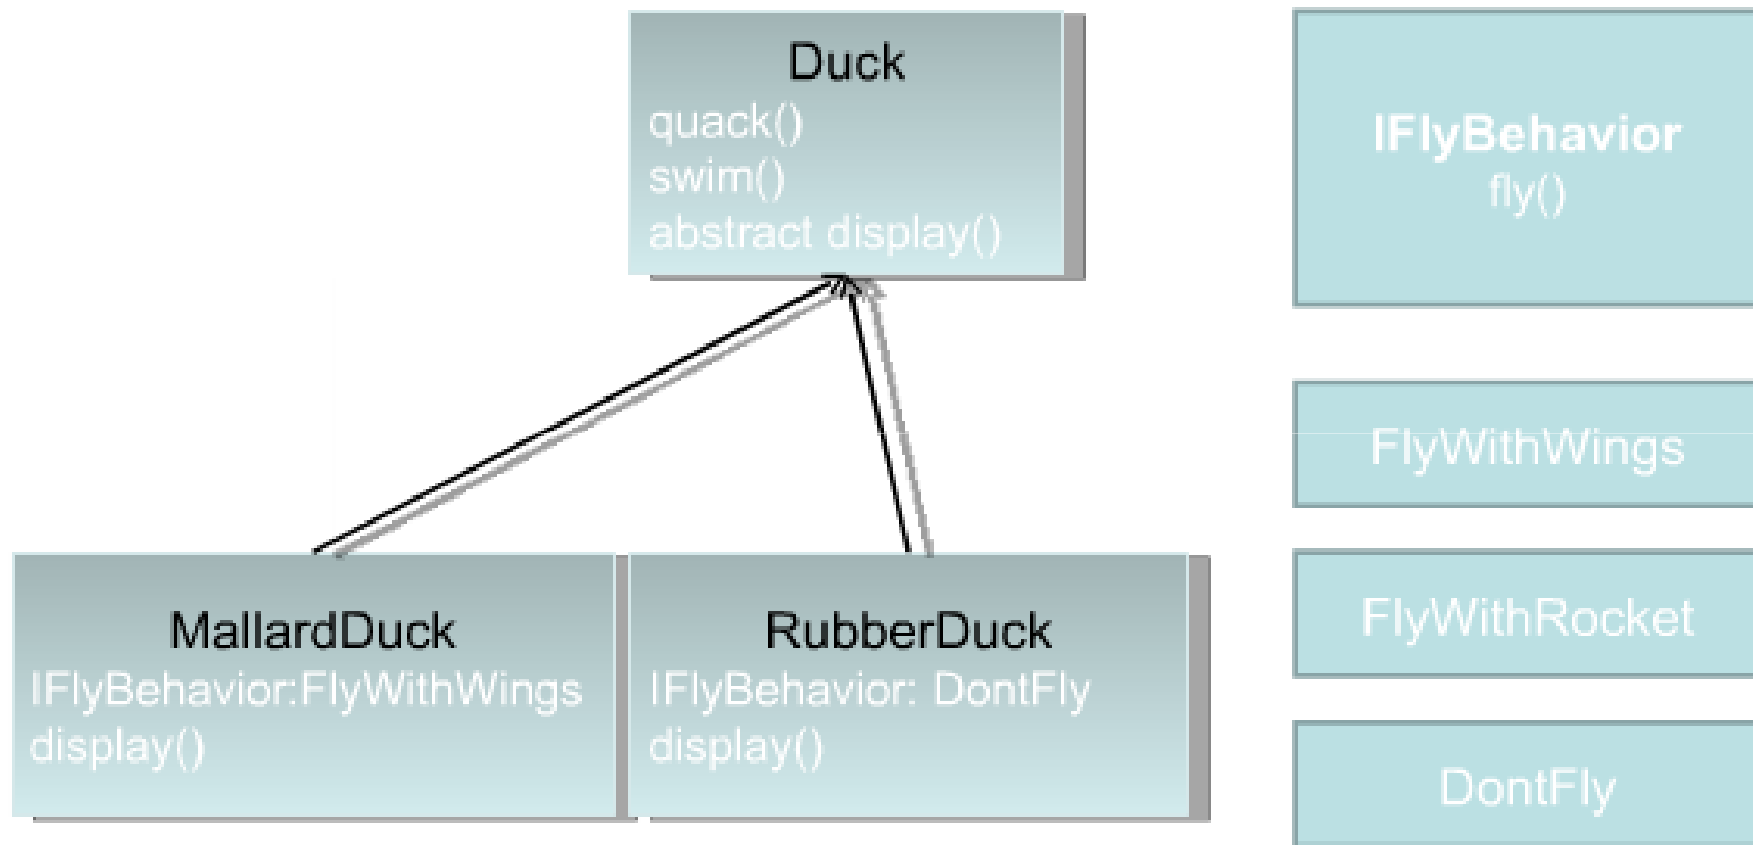 Duck
quack()
swim()
abstract display()
IFlyBehavior
fly()
FlyWithWings
FlyWithRocket
DontFly
MallardDuck
IFlyBehavior:FlyWithWings
display()
RubberDuck
IFlyBehavior: DontFly
display()